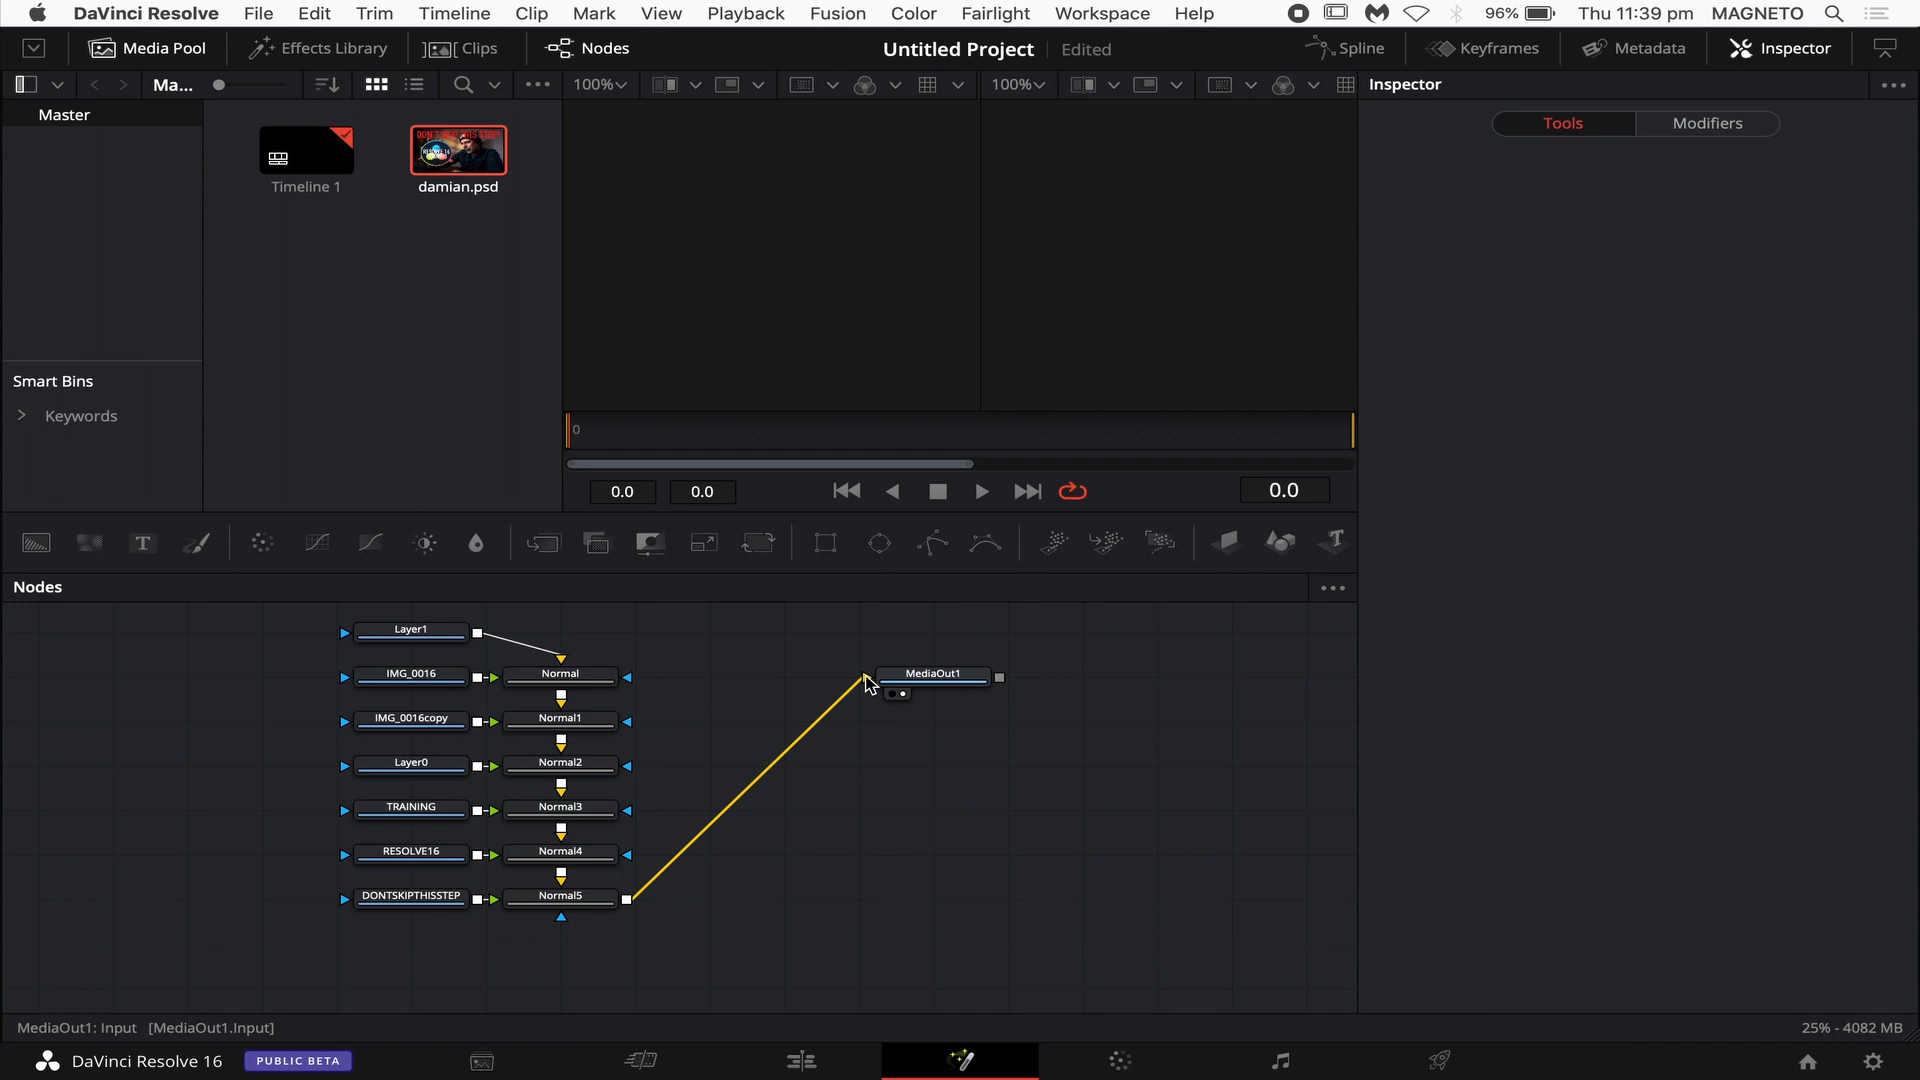 DaVinci Resolve File Edit Trim Timeline Clip Mark View Playback Fusion Color Fairlight Workspace Help 96% Thu 11:39 pm MAGNETO
Media Pool Effects Library Clips Nodes Untitled Project Edited Spline Keyframes Metadata Inspector
Ma... 100% 100% Inspector
Master
Tools Modifiers
DON'T SKIP THIS STEP!
Timeline 1 damian.psd
Smart Bins
Keywords
0
0.0 0.0 0.0
T T
Nodes
Layer1
IMG_0016 Normal MediaOut1
IMG_0016copy Normal1
Layer0 Normal2
TRAINING Normal3
RESOLVE16 Normal4
DONTSKIPTHISSTEP Normal5
MediaOut1: Input [MediaOut1.Input] 25% - 4082 MB
DaVinci Resolve 16 PUBLIC BETA